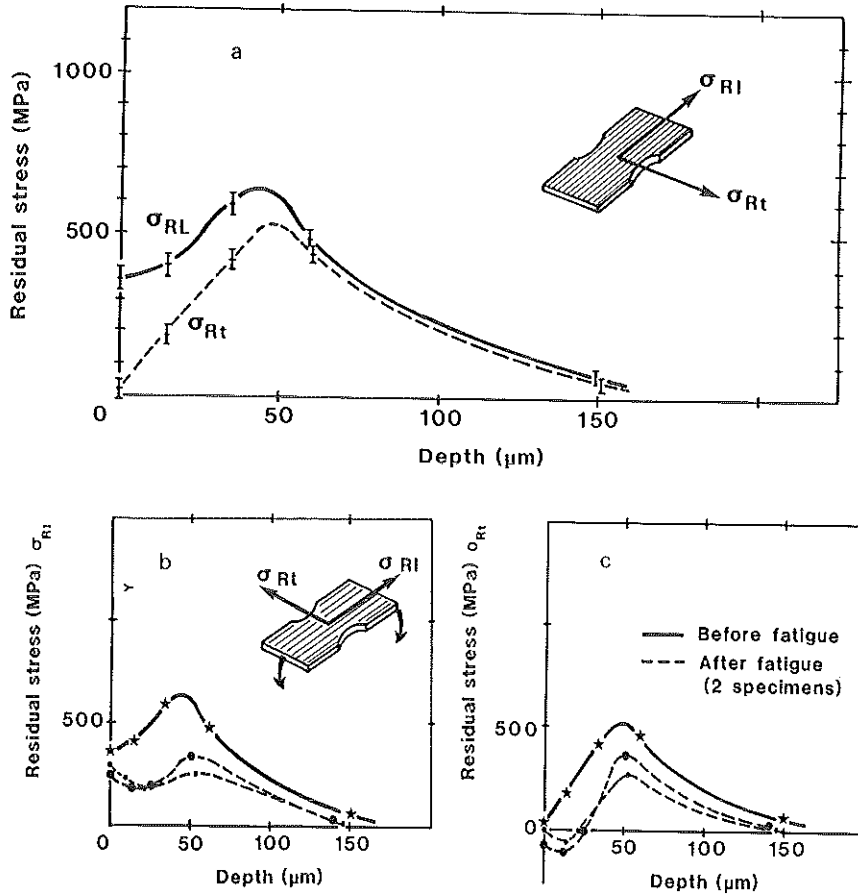 a
1000
500
0
50
100
150
Residual stress (MPa)
Depth (μm)
σRL
σRt
σRl
σRt
b
Residual stress (MPa) σRl
500
0
50
100
150
Depth (μm)
σRt
σRl
c
Residual stress (MPa) σRt
500
0
0
50
100
150
Depth (μm)
Before fatigue
After fatigue
(2 specimens)